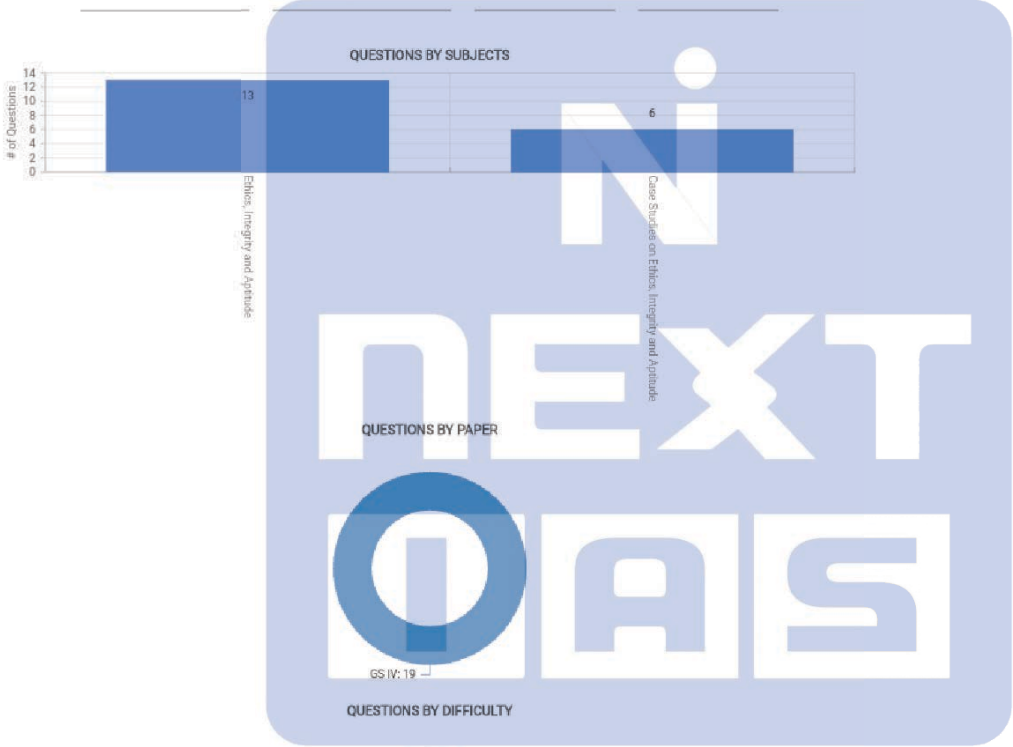 QUESTIONS BY SUBJECTS
# of Questions
14
12
10
8
6
4
2
0
13
6
Ethics, Integrity and Aptitude
Case Studies on Ethics, Integrity and Aptitude
N
NEXT
QUESTIONS BY PAPER
IAS
GS IV: 19
QUESTIONS BY DIFFICULTY